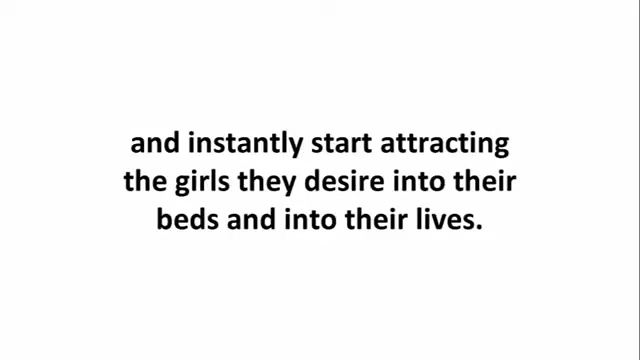 and instantly start attracting
the girls they desire into their
beds and into their lives.